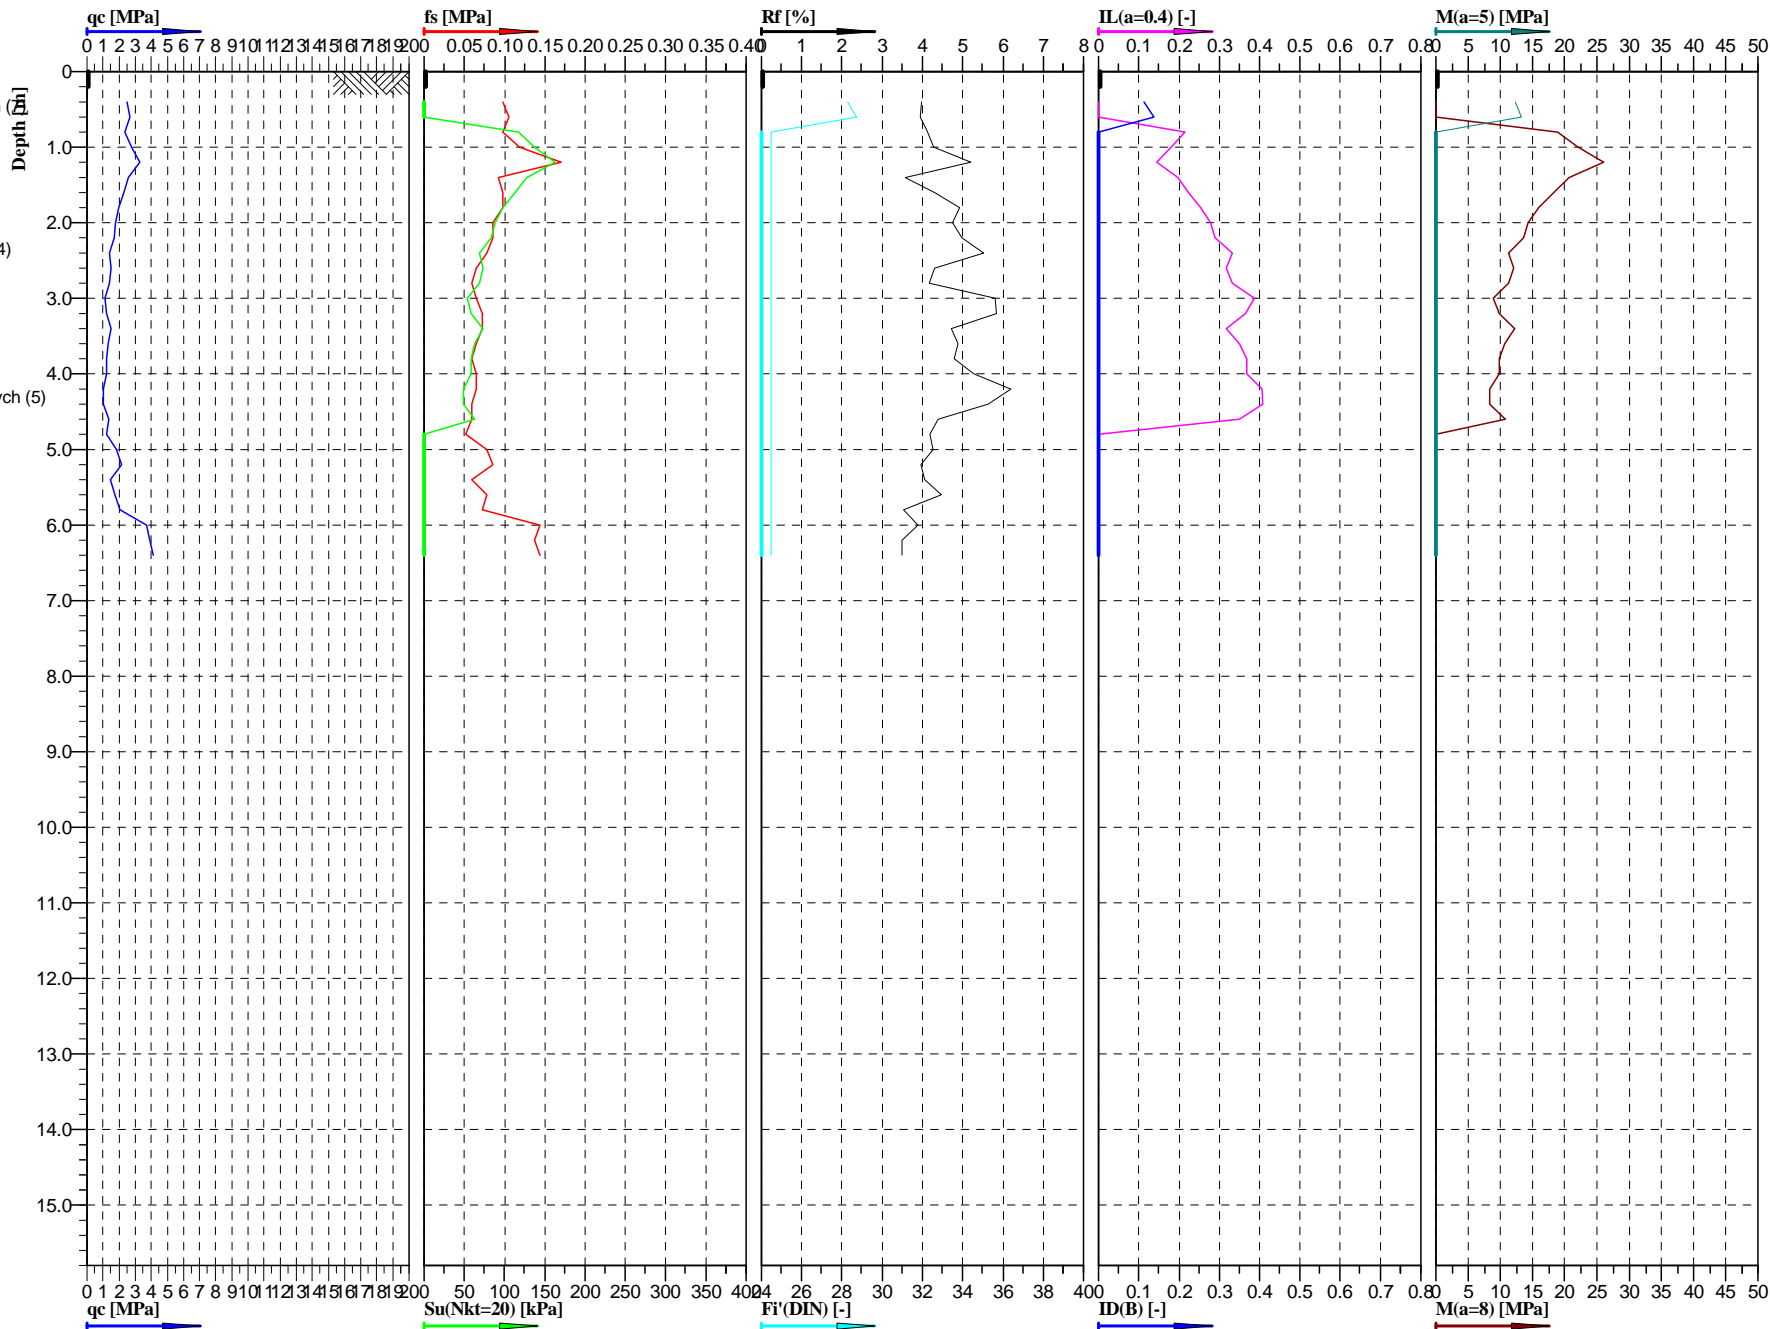 qc [MPa] fs [MPa] Rf [%] IL(a=0.4) [-] M(a=5) [MPa]
0 1 2 3 4 5 6 7 8 9 10 11 12 13 14 15 16 17 18 19 20 0 0.05 0.10 0.15 0.20 0.25 0.30 0.35 0.40 0 1 2 3 4 5 6 7 8 0 0.1 0.2 0.3 0.4 0.5 0.6 0.7 0.8 0 5 10 15 20 25 30 35 40 45 50
0
Depth [m]
1.0
2.0
4)
3.0
4.0
ych (5)
5.0
6.0
7.0
8.0
9.0
10.0
11.0
12.0
13.0
14.0
15.0
0 1 2 3 4 5 6 7 8 9 10 11 12 13 14 15 16 17 18 19 20 0 50 100 150 200 250 300 350 400 24 26 28 30 32 34 36 38 40 0 0.1 0.2 0.3 0.4 0.5 0.6 0.7 0.8 0 5 10 15 20 25 30 35 40 45 50
qc [MPa] Su(Nkt=20) [kPa] Fi'(DIN) [-] ID(B) [-] M(a=8) [MPa]